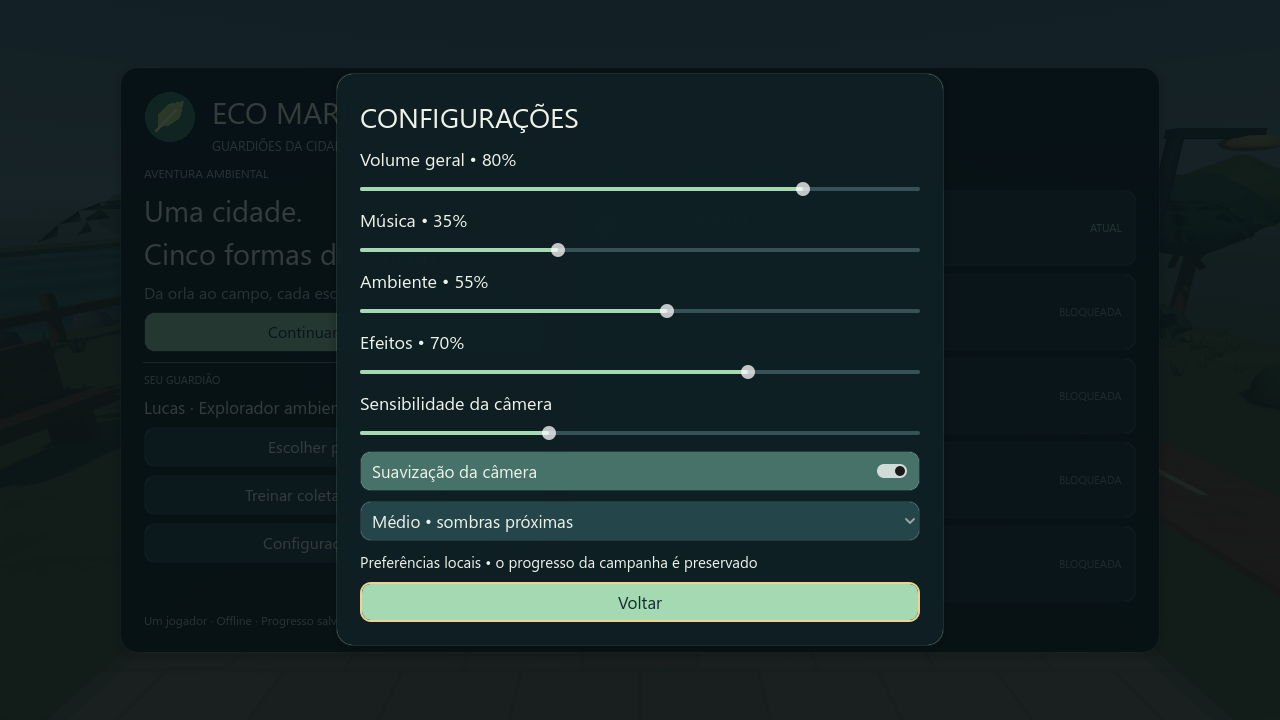 CONFIGURAÇÕES
Volume geral • 80%
Música • 35%
Ambiente • 55%
Efeitos • 70%
Sensibilidade da câmera
Suavização da câmera
Médio • sombras próximas
Preferências locais • o progresso da campanha é preservado
Voltar
ECO MAR
GUARDIÕES DA CIDA
AVENTURA AMBIENTAL
Uma cidade.
Cinco formas d
Da orla ao campo, cada esc
Continuar
SEU GUARDIÃO
Lucas · Explorador ambien
Escolher p
Treinar coleta
Configuraç
Um jogador · Offline · Progresso salv
ATUAL
BLOQUEADA
BLOQUEADA
BLOQUEADA
BLOQUEADA